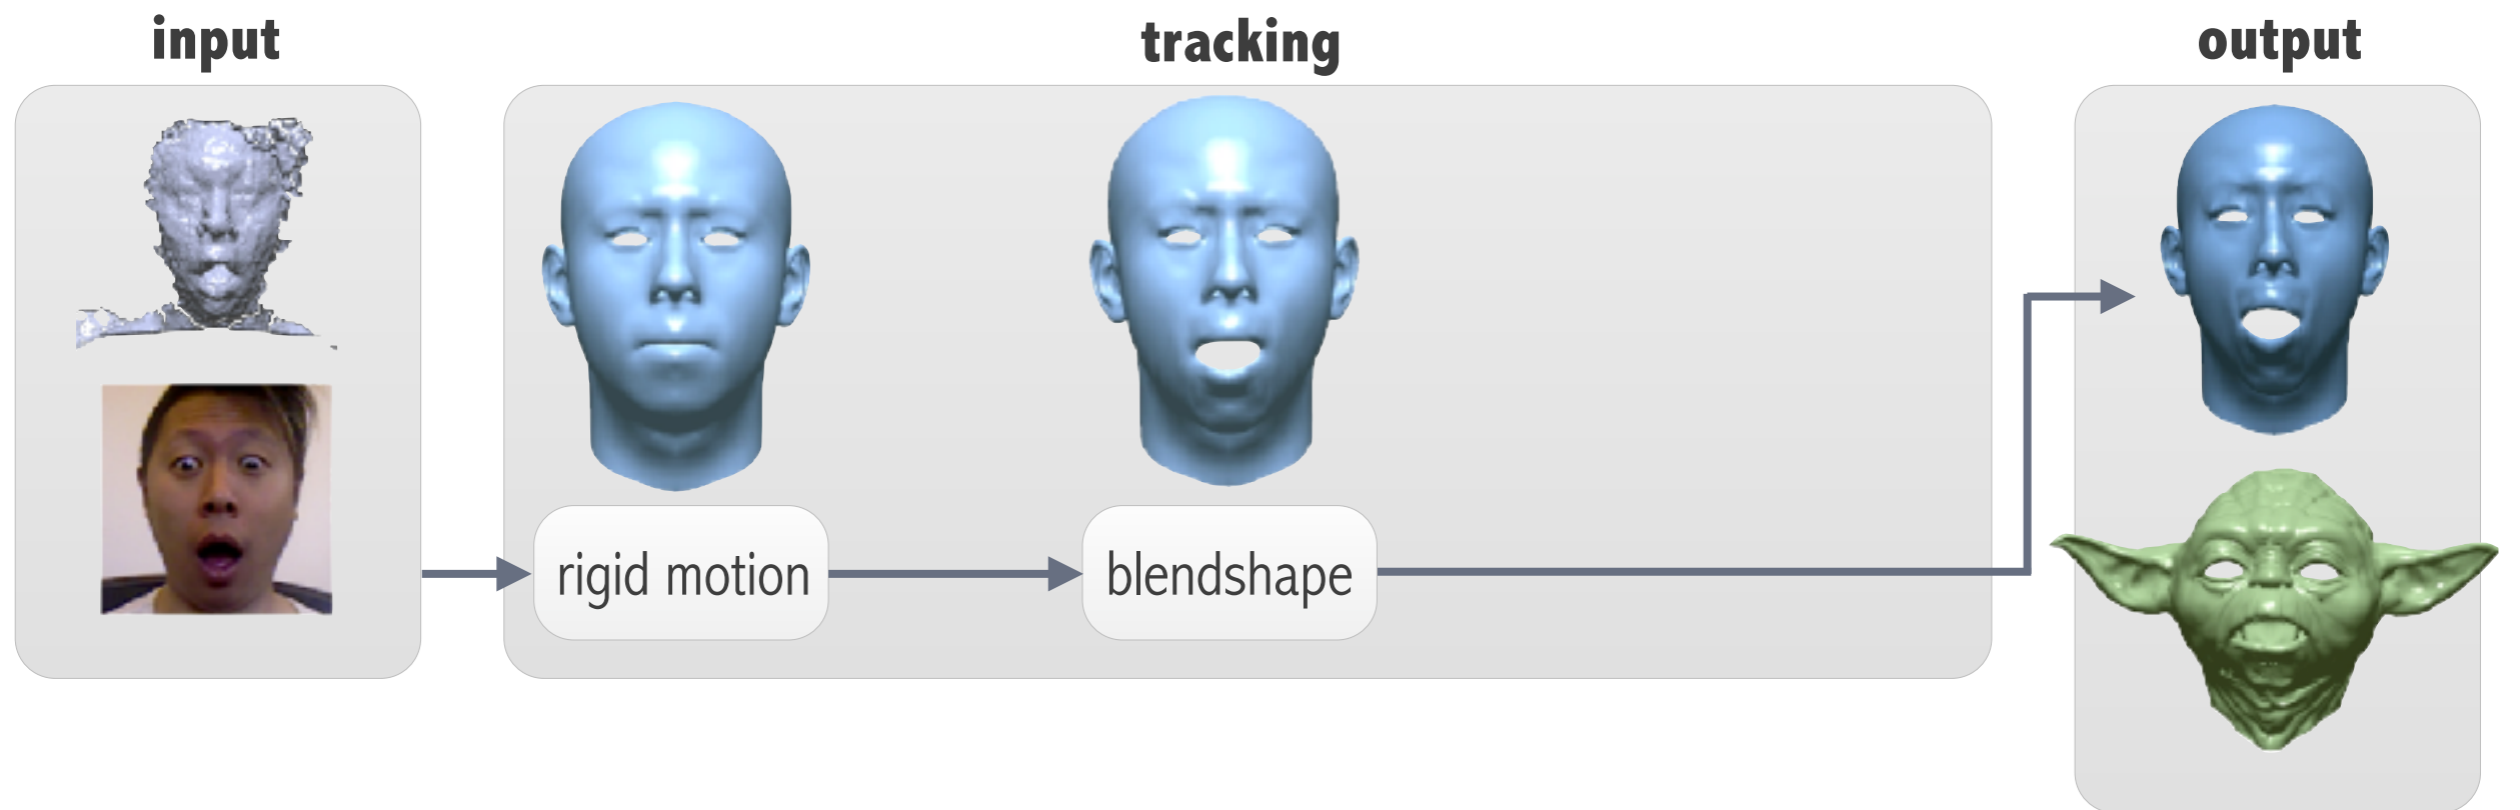 input
tracking
output
rigid motion
blendshape